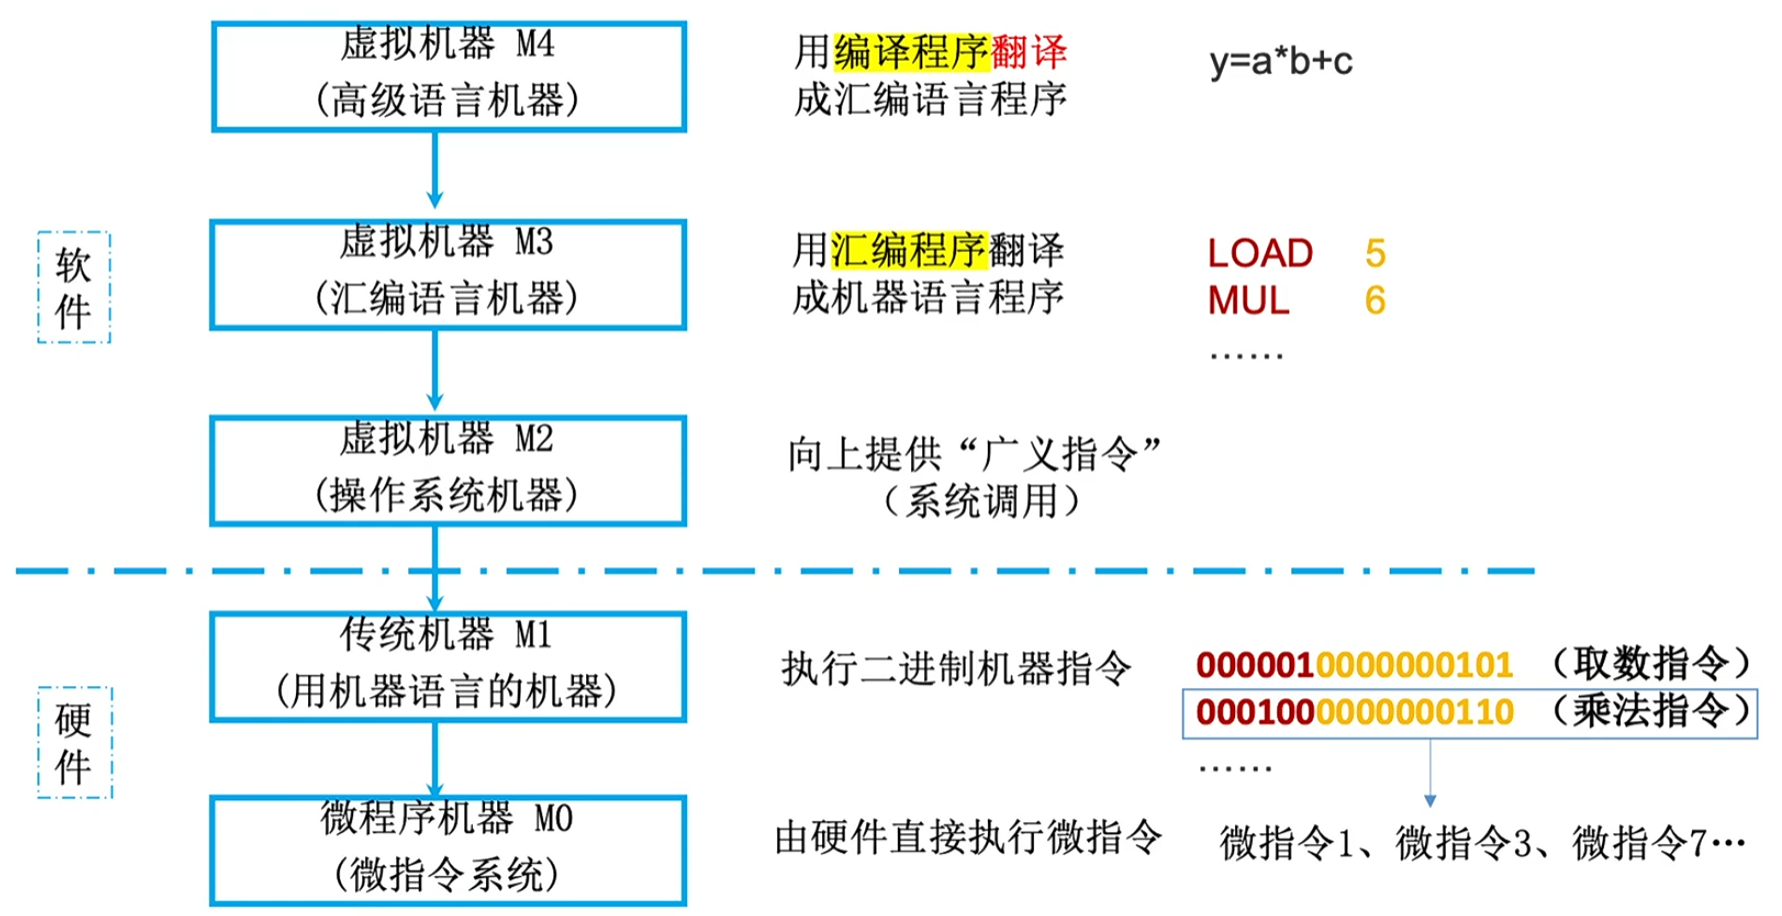 虚拟机器 M4
(高级语言机器)
用编译程序翻译
成汇编语言程序
y=a*b+c
软
件
虚拟机器 M3
(汇编语言机器)
用汇编程序翻译
成机器语言程序
LOAD 5
MUL 6
……
虚拟机器 M2
(操作系统机器)
向上提供“广义指令”
（系统调用）
硬
件
传统机器 M1
(用机器语言的机器)
执行二进制机器指令
0000010000000101 （取数指令）
0001000000000110 （乘法指令）
……
微程序机器 M0
(微指令系统)
由硬件直接执行微指令
微指令1、微指令3、微指令7…